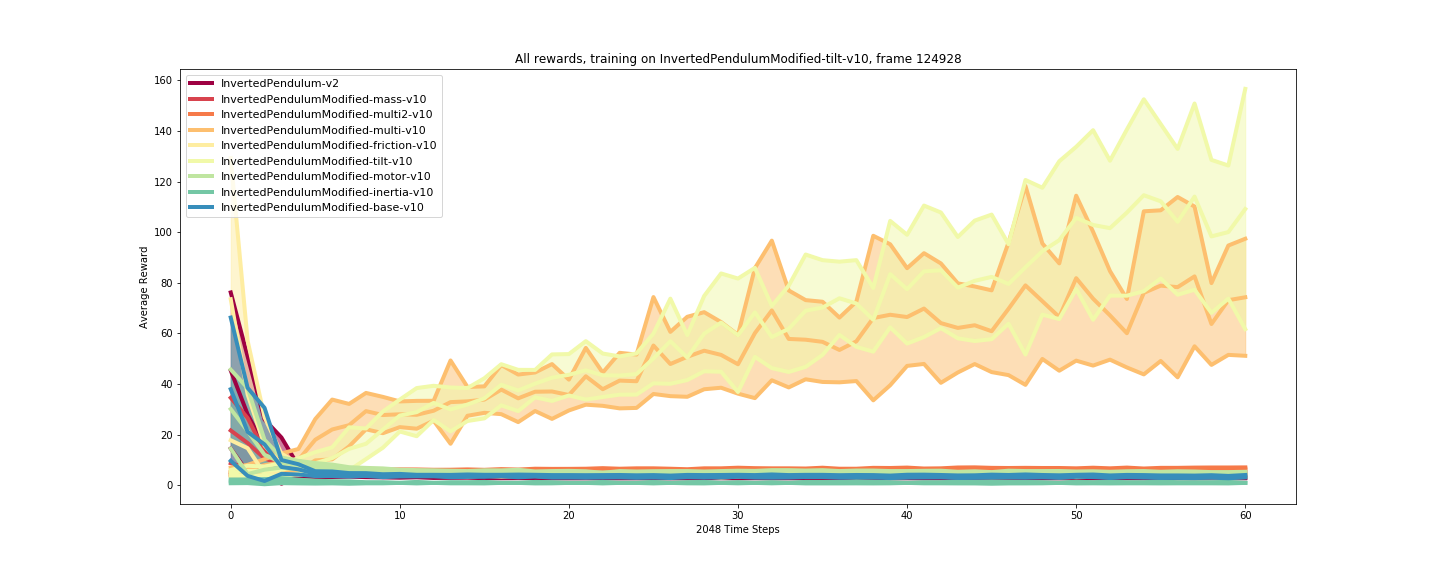 All rewards, training on InvertedPendulumModified-tilt-v10, frame 124928
160
140
120
100
80
60
40
20
0
Average Reward
InvertedPendulum-v2
InvertedPendulumModified-mass-v10
InvertedPendulumModified-multi2-v10
InvertedPendulumModified-multi-v10
InvertedPendulumModified-friction-v10
InvertedPendulumModified-tilt-v10
InvertedPendulumModified-motor-v10
InvertedPendulumModified-inertia-v10
InvertedPendulumModified-base-v10
0 10 20 30 40 50 60
2048 Time Steps